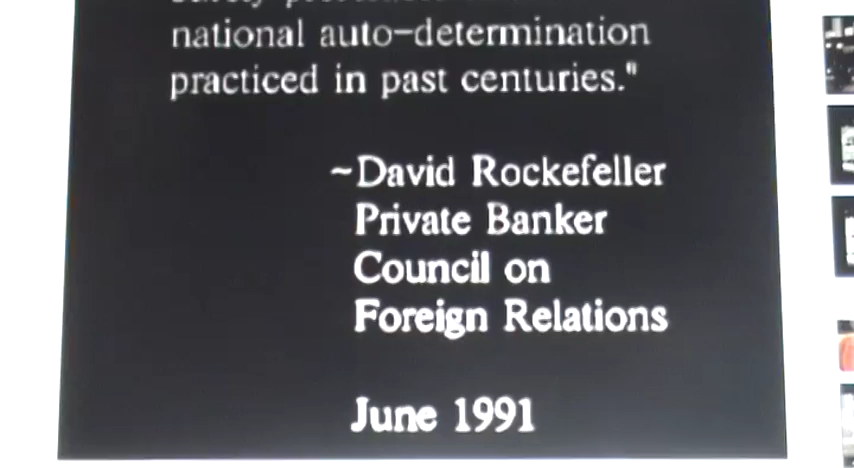 national auto-determination
practiced in past centuries."
~David Rockefeller
Private Banker
Council on
Foreign Relations
June 1991